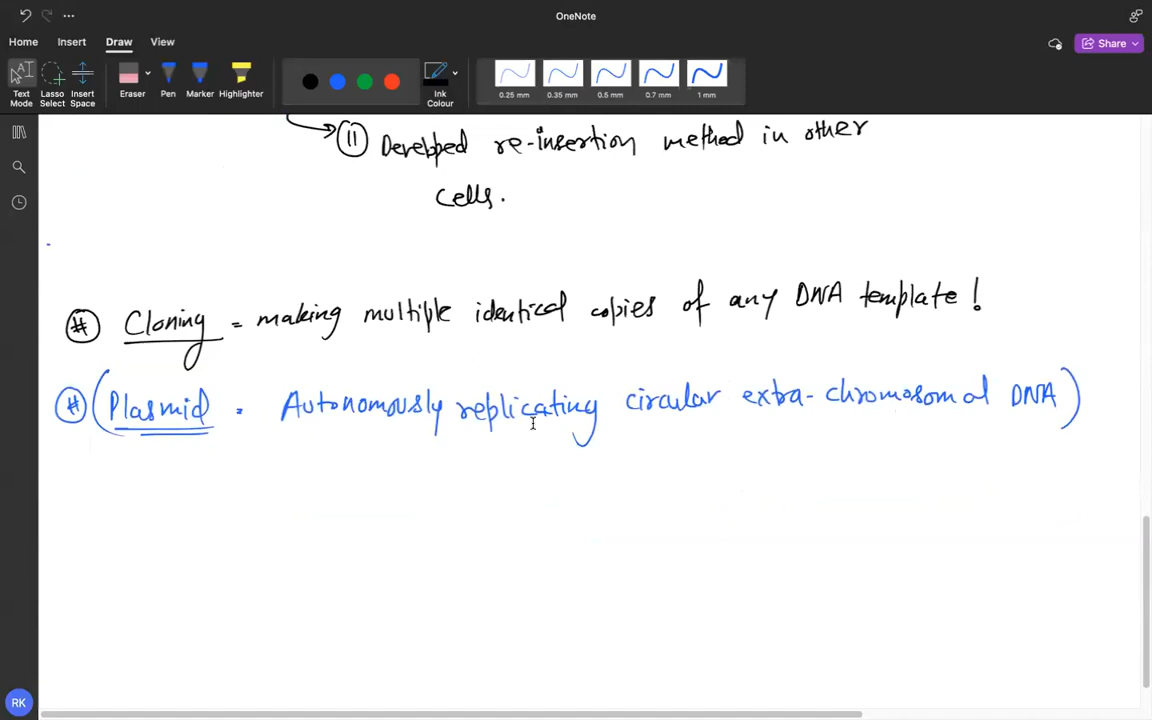 OneNote
Home Insert Draw View
Share
Text Mode Lasso Select Insert Space Eraser Pen Marker Highlighter Ink Colour 0.25 mm 0.35 mm 0.5 mm 0.7 mm 1 mm
(II) Developed re-insertion method in other
cells.
# Cloning = making multiple identical copies of any DNA template!
# (Plasmid = Autonomously replicating circular extra-chromosomal DNA)
RK